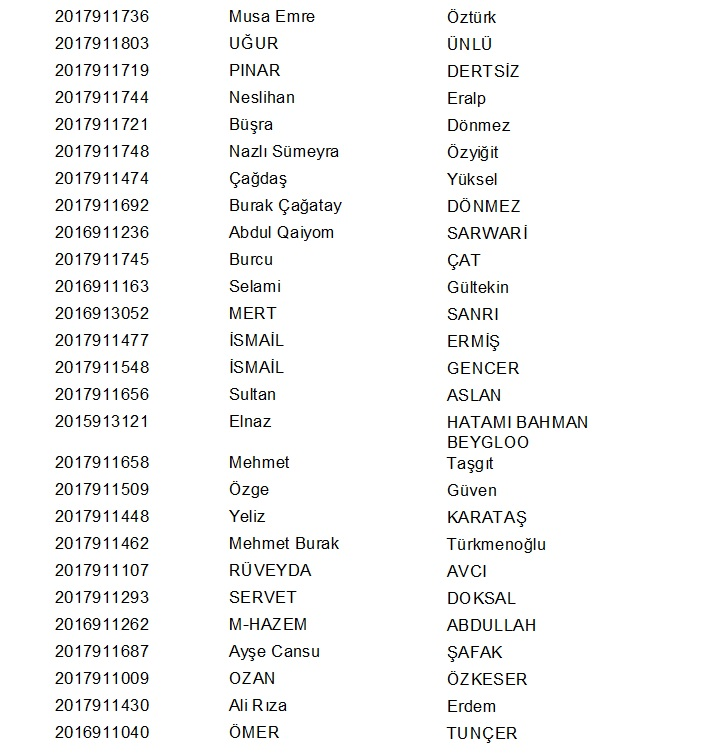 2017911736 Musa Emre Öztürk
2017911803 UĞUR ÜNLÜ
2017911719 PINAR DERTSİZ
2017911744 Neslihan Eralp
2017911721 Büşra Dönmez
2017911748 Nazlı Sümeyra Özyiğit
2017911474 Çağdaş Yüksel
2017911692 Burak Çağatay DÖNMEZ
2016911236 Abdul Qaiyom SARWARİ
2017911745 Burcu ÇAT
2016911163 Selami Gültekin
2016913052 MERT SANRI
2017911477 İSMAİL ERMİŞ
2017911548 İSMAİL GENCER
2017911656 Sultan ASLAN
2015913121 Elnaz HATAMI BAHMAN
BEYGLOO
2017911658 Mehmet Taşgıt
2017911509 Özge Güven
2017911448 Yeliz KARATAŞ
2017911462 Mehmet Burak Türkmenoğlu
2017911107 RÜVEYDA AVCI
2017911293 SERVET DOKSAL
2016911262 M-HAZEM ABDULLAH
2017911687 Ayşe Cansu ŞAFAK
2017911009 OZAN ÖZKESER
2017911430 Ali Rıza Erdem
2016911040 ÖMER TUNÇER